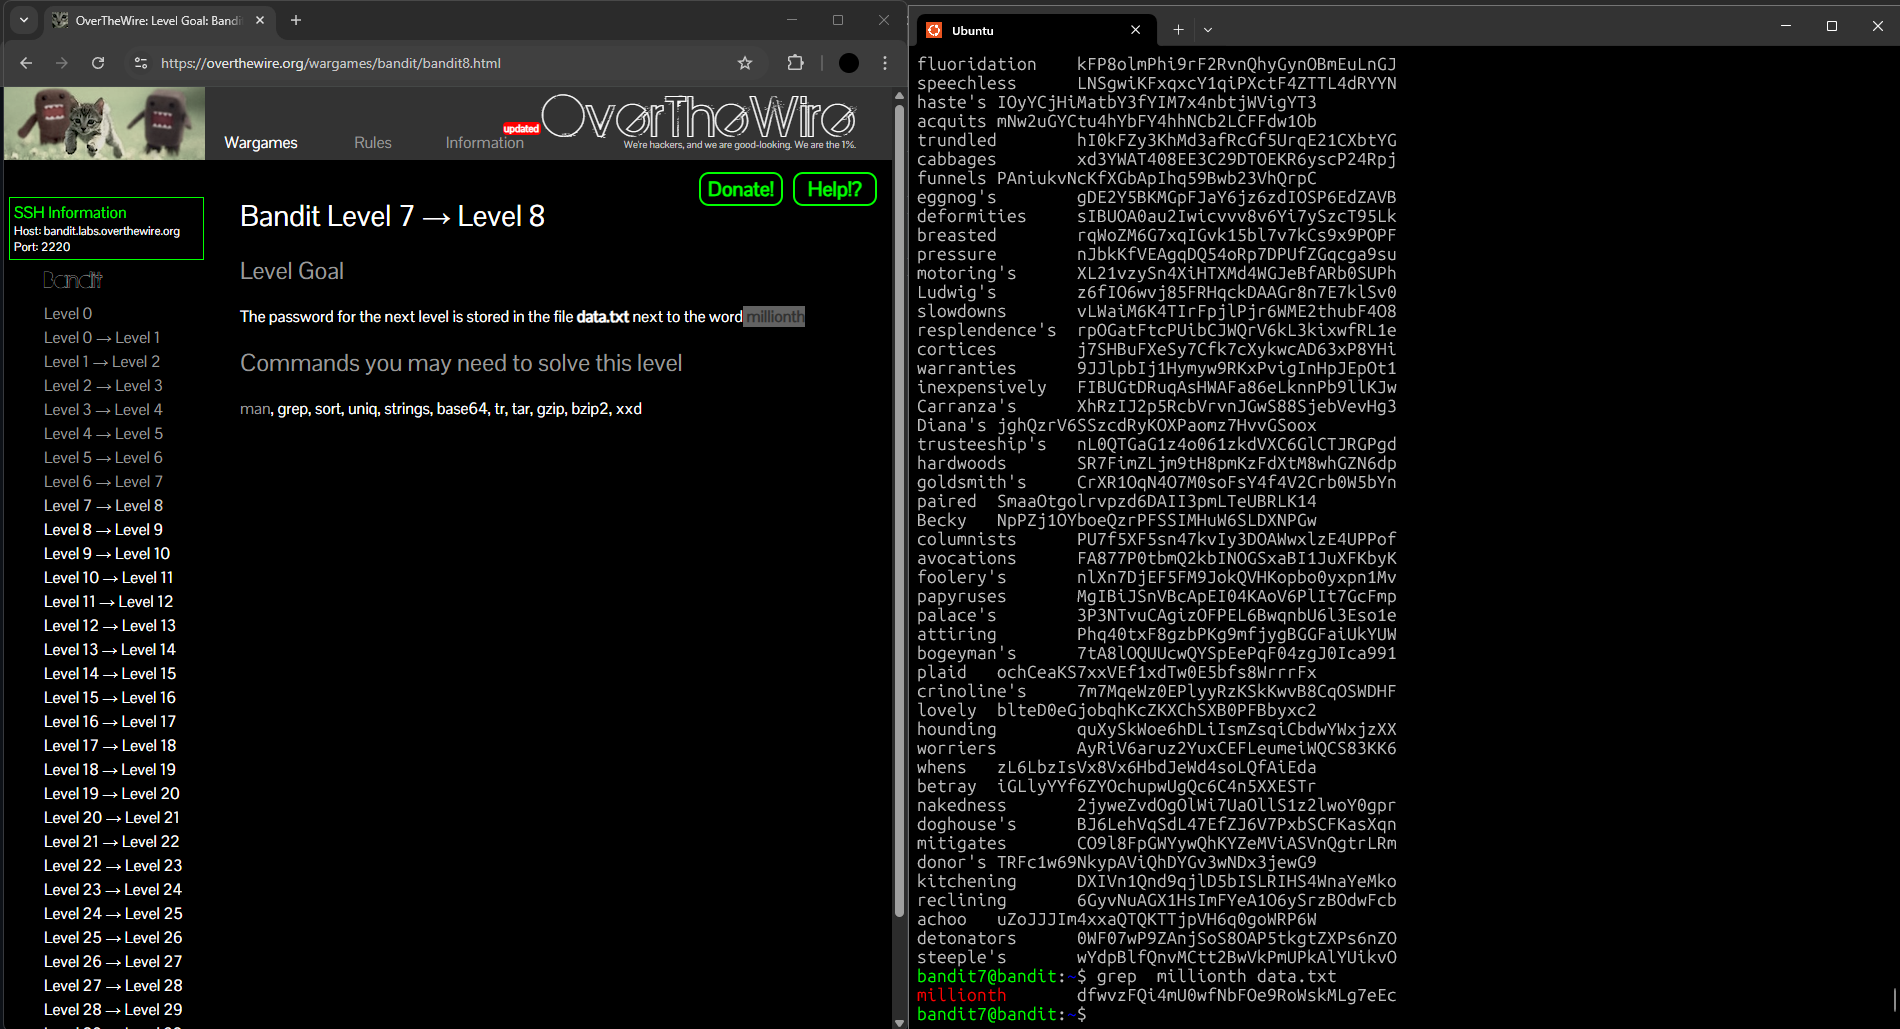 OverTheWire: Level Goal: Bandit
https://overthewire.org/wargames/bandit/bandit8.html
Wargames
Rules
Information
updated
OverTheWire
We're hackers, and we are good-looking. We are the 1%.
Donate!
Help!?
SSH Information
Host: bandit.labs.overthewire.org
Port: 2220
Bandit
Level 0
Level 0 → Level 1
Level 1 → Level 2
Level 2 → Level 3
Level 3 → Level 4
Level 4 → Level 5
Level 5 → Level 6
Level 6 → Level 7
Level 7 → Level 8
Level 8 → Level 9
Level 9 → Level 10
Level 10 → Level 11
Level 11 → Level 12
Level 12 → Level 13
Level 13 → Level 14
Level 14 → Level 15
Level 15 → Level 16
Level 16 → Level 17
Level 17 → Level 18
Level 18 → Level 19
Level 19 → Level 20
Level 20 → Level 21
Level 21 → Level 22
Level 22 → Level 23
Level 23 → Level 24
Level 24 → Level 25
Level 25 → Level 26
Level 26 → Level 27
Level 27 → Level 28
Level 28 → Level 29
Bandit Level 7 → Level 8
Level Goal
The password for the next level is stored in the file data.txt next to the word millionth
Commands you may need to solve this level
man, grep, sort, uniq, strings, base64, tr, tar, gzip, bzip2, xxd
Ubuntu
fluoridation kFP8olmPhi9rF2RvnQhyGynOBmEuLnGJ
speechless LNSgwiKFxqxcY1qiPXctF4ZTTL4dRYYN
haste's IOyYCjHiMatbY3fYIM7x4nbtjWVigYT3
acquits mNw2uGYCtu4hYbFY4hhNCb2LCFFdw1Ob
trundled hI0kFZy3KhMd3afRcGf5UrqE21CXbtYG
cabbages xd3YWAT408EE3C29DTOEKR6yscP24Rpj
funnels PAniukvNcKfXGbApIhq59Bwb23VhQrpC
eggnog's gDE2Y5BKMGpFJaY6jz6zdIOSP6EdZAVB
deformities sIBUOA0au2Iwicvvv8v6Yi7ySzcT95Lk
breasted rqWoZM6G7xqIGvk15bl7v7kCs9x9POPF
pressure nJbkKfVEAgqDQ54oRp7DPUfZGqcga9su
motoring's XL21vzySn4XiHTXMd4WGJeBfARb0SUPh
Ludwig's z6fIO6wvj85FRHqckDAAGr8n7E7klSv0
slowdowns vLWaiM6K4TIrFpjlPjr6WME2thubF4O8
resplendence's rpOGatFtcPUibCJWQrV6kL3kixwfRL1e
cortices j7SHBuFXeSy7Cfk7cXykwcAD63xP8YHi
warranties 9JJlpbIj1Hymyw9RKxPvigInHpJEpOt1
inexpensively FIBUGtDRuqAsHWAFa86eLknnPb9llKJw
Carranza's XhRzIJ2p5RcbVrvnJGwS88SjebVevHg3
Diana's jghQzrV6SSzcdRyKOXPaomz7HvvGSoox
trusteeship's nL0QTGaG1z4o061zkdVXC6GlCTJRGPgd
hardwoods SR7FimZLjm9tH8pmKzFdXtM8whGZN6dp
goldsmith's CrXR1OqN4O7M0soFsY4f4V2Crb0W5bYn
paired SmaaOtgolrvpzd6DAII3pmLTeUBRLK14
Becky NpPZj1OYboeQzrPFSSIMHuW6SLDXNPGw
columnists PU7f5XF5sn47kvIy3DOAWwxlzE4UPPof
avocations FA877P0tbmQ2kbINOGSxaBI1JuXFKbyK
foolery's nlXn7DjEF5FM9JokQVHKopbo0yxpn1Mv
papyruses MgIBiJSnVBcApEI04KAoV6PlIt7GcFmp
palace's 3P3NTvuCAgizOFPEL6BwqnbU6l3Eso1e
attiring Phq40txF8gzbPKg9mfjygBGGFaiUkYUW
bogeyman's 7tA8lOQUUcwQYSpEePqF04zgJ0Ica991
plaid ochCeaKS7xxVEf1xdTw0E5bfs8WrrrFx
crinoline's 7m7MqeWz0EPlyyRzKSkKwvB8CqOSWDHF
lovely blteD0eGjobqhKcZKXChSXB0PFBbyxc2
hounding quXySkWoe6hDLiIsmZsqiCbdwYWxjzXX
worriers AyRiV6aruz2YuxCEFLeumeiWQCS83KK6
whens zL6LbzIsVx8Vx6HbdJeWd4soLQfAiEda
betray iGLlyYYf6ZYOchupwUgQc6C4n5XXESTr
nakedness 2jyweZvdOgOlWi7UaOllS1z2lwoY0gpr
doghouse's BJ6LehVqSdL47EfZJ6V7PxbSCFKasXqn
mitigates CO9l8FpGWYywQhKYZeMViASVnQgtrLRm
donor's TRFc1w69NkypAViQhDYGv3wNDx3jewG9
kitchening DXIVn1Qnd9qjlD5bISLRIHS4WnaYeMko
reclining 6GyvNuAGX1HsImFYeA1O6ySrzBOdwFcb
achoo uZoJJJIm4xxaQTQKTTjpVH6q0goWRP6W
detonators 0WF07wP9ZAnjSoS8OAP5tkgtZXPs6nZO
steeple's wYdpBlfQnvMCtt2BwVkPmUPkAlYUikvO
bandit7@bandit:~$ grep  millionth data.txt
millionth dfwvzFQi4mU0wfNbFOe9RoWskMLg7eEc
bandit7@bandit:~$